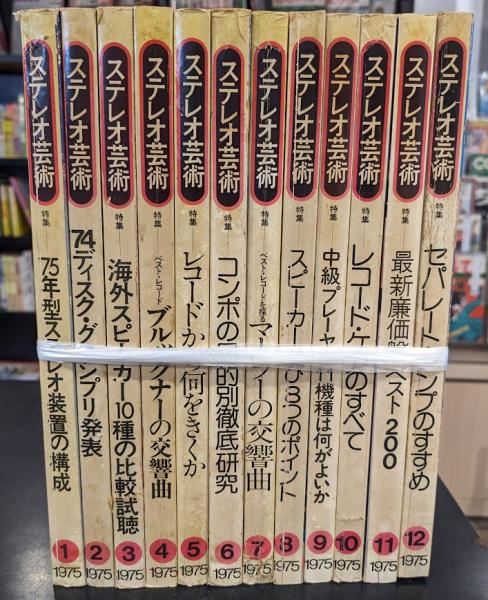 ステレオ芸術
特集
75年型ステレオ装置の構成
1
1975
ステレオ芸術
特集
74ディスク・グランプリ発表
2
1975
ステレオ芸術
特集
海外スピーカー10種の比較試聴
3
1975
ステレオ芸術
特集
ベスト・レコード
ブルックナーの交響曲
4
1975
ステレオ芸術
特集
レコードから何をきくか
5
1975
ステレオ芸術
特集
コンポの目的別徹底研究
6
1975
ステレオ芸術
特集
ベスト・レコードを探る
マーラーの交響曲
7
1975
ステレオ芸術
特集
スピーカー
3つのポイント
8
1975
ステレオ芸術
特集
中級プレーヤー
機種は何がよいか
9
1975
ステレオ芸術
特集
レコード・ケ
のすべて
10
1975
ステレオ芸術
特集
最新廉価盤ベスト200
11
1975
ステレオ芸術
特集
セパレートアンプのすすめ
12
1975